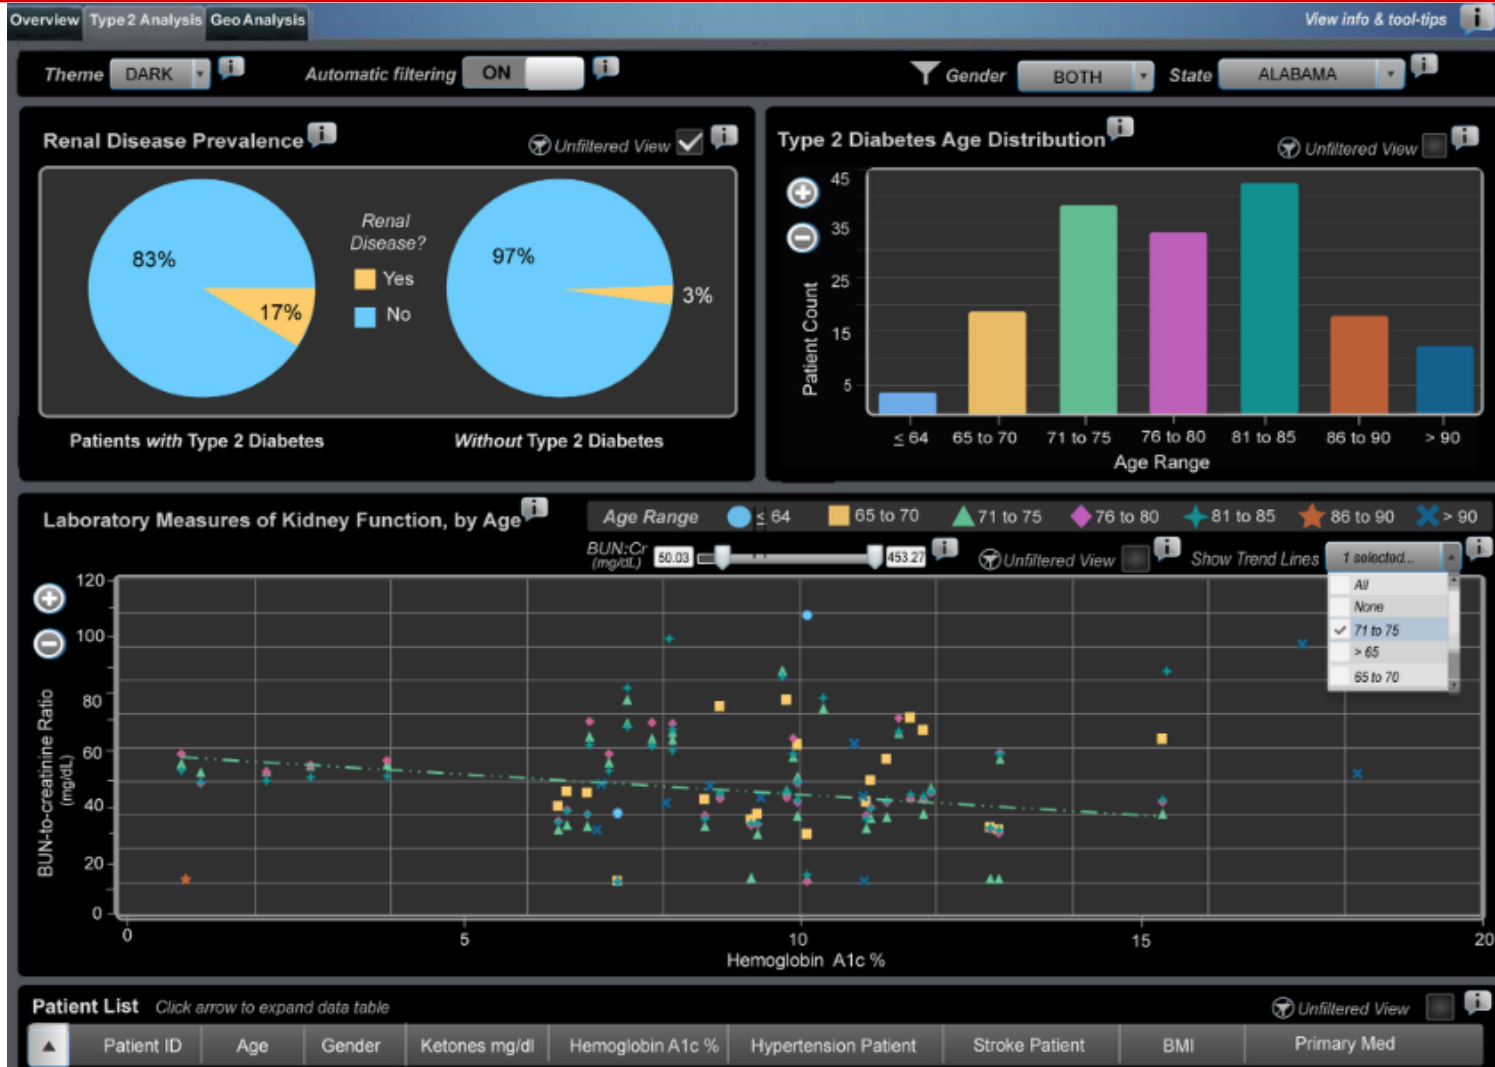 Overview Type 2 Analysis Geo Analysis View info & tool-tips i
Theme DARK i Automatic filtering ON i Gender BOTH State ALABAMA i
Renal Disease Prevalence i Unfiltered View i
83%
17%
Renal
Disease?
Yes
No
97%
3%
Patients with Type 2 Diabetes Without Type 2 Diabetes
Type 2 Diabetes Age Distribution i Unfiltered View i
Patient Count
45
35
25
15
5
≤ 64 65 to 70 71 to 75 76 to 80 81 to 85 86 to 90 > 90
Age Range
Laboratory Measures of Kidney Function, by Age i
Age Range ≤ 64 65 to 70 71 to 75 76 to 80 81 to 85 86 to 90 > 90
BUN:Cr
(mg/dL) 50.03 453.27 i Unfiltered View i Show Trend Lines 1 selected... i
All
None
71 to 75
> 65
65 to 70
BUN-to-creatinine Ratio
(mg/dL)
120
100
80
60
40
20
0
0 5 10 15 20
Hemoglobin A1c %
Patient List Click arrow to expand data table Unfiltered View i
Patient ID Age Gender Ketones mg/dl Hemoglobin A1c % Hypertension Patient Stroke Patient BMI Primary Med